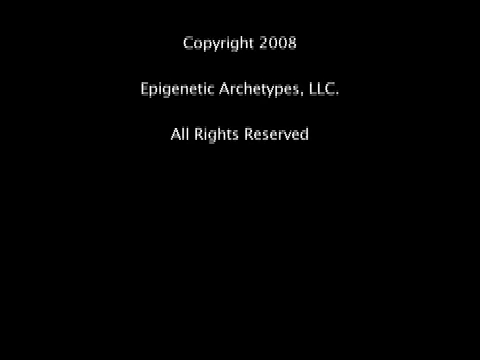 Copyright 2008
Epigenetic Archetypes, LLC.
All Rights Reserved